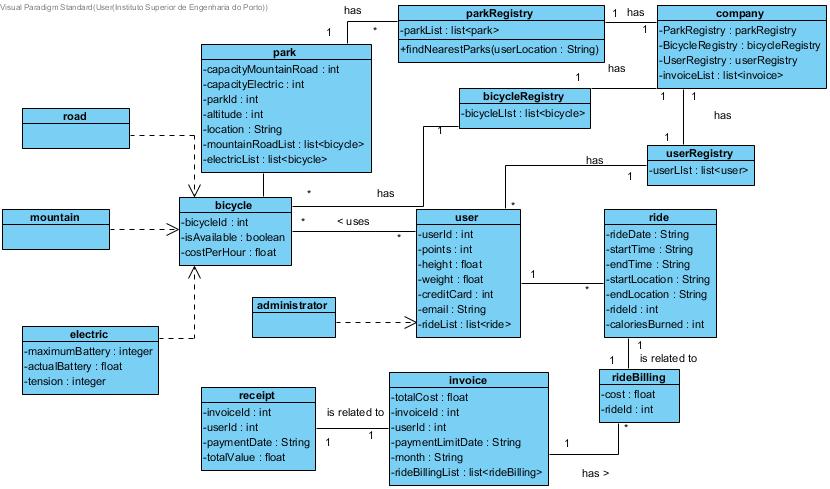 Visual Paradigm Standard(User(Instituto Superior de Engenharia do Porto))
has
1
*
parkRegistry
-parkList : list<park>
+findNearestParks(userLocation : String)
1
has
1
company
-ParkRegistry : parkRegistry
-BicycleRegistry : bicycleRegistry
-UserRegistry : userRegistry
-invoiceList : list<invoice>
park
-capacityMountainRoad : int
-capacityElectric : int
-parkId : int
-altitude : int
-location : String
-mountainRoadList : list<bicycle>
-electricList : list<bicycle>
has
1
1
1
bicycleRegistry
-bicycleLIst : list<bicycle>
1
road
has
1
userRegistry
-userLIst : list<user>
has
1
*
has
*
bicycle
-bicycleId : int
-isAvailable : boolean
-costPerHour : float
*
< uses
*
mountain
user
-userId : int
-points : int
-height : float
-weight : float
-creditCard : int
-email : String
-rideList : list<ride>
1
*
ride
-rideDate : String
-startTime : String
-endTime : String
-startLocation : String
-endLocation : String
-rideId : int
-caloriesBurned : int
administrator
electric
-maximumBattery : integer
-actualBattery : float
-tension : integer
1
is related to
1
rideBilling
-cost : float
-rideId : int
*
receipt
-invoiceId : int
-userId : int
-paymentDate : String
-totalValue : float
is related to
1
1
invoice
-totalCost : float
-invoiceId : int
-userId : int
-paymentLimitDate : String
-month : String
-rideBillingList : list<rideBilling>
1
has >